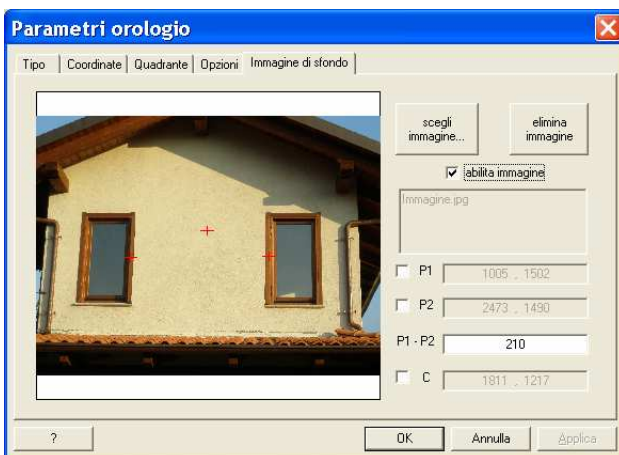 Parametri orologio
Tipo
Coordinate
Quadrante
Opzioni
Immagine di sfondo
scegli
immagine...
elimina
immagine
abilita immagine
Immagine.jpg
P1
1005 , 1502
P2
2473 , 1490
P1 - P2
210
C
1811 , 1217
?
OK
Annulla
Applica